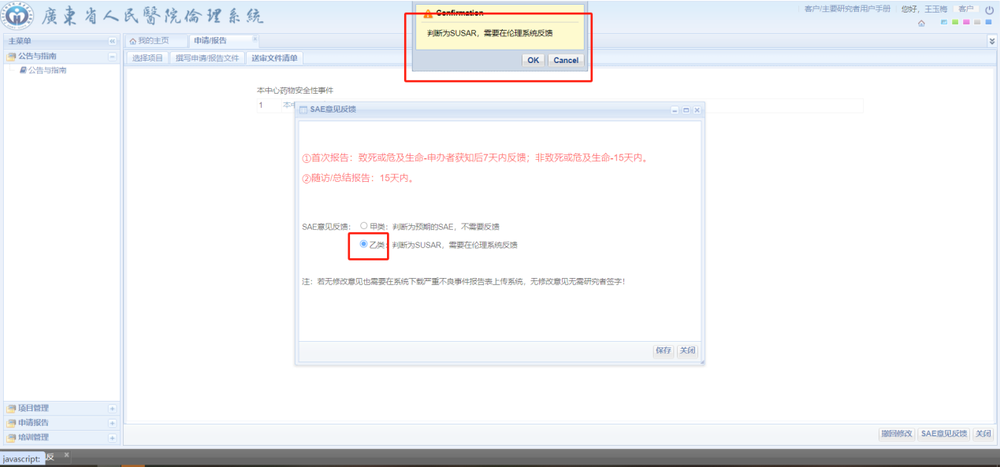 廣東省人民醫院倫理系統
客户/主要研究者用户手册 您好, 王玉梅 客户
Confirmation
判断为SUSAR，需要在伦理系统反馈
OK Cancel
主菜单
公告与指南
公告与指南
我的主页 申请/报告
选择项目 撰写申请/报告文件 送审文件清单
本中心药物安全性事件
1 本中
SAE意见反馈
①首次报告：致死或危及生命-申办者获知后7天内反馈；非致死或危及生命-15天内。
②随访/总结报告：15天内。
SAE意见反馈： 甲类：判断为预期的SAE，不需要反馈
乙类：判断为SUSAR，需要在伦理系统反馈
注：若无修改意见也需要在系统下载严重不良事件报告表上传系统，无修改意见无需研究者签字！
保存 关闭
项目管理
申请报告
培训管理
撤回修改 SAE意见反馈 关闭
javascript: 反